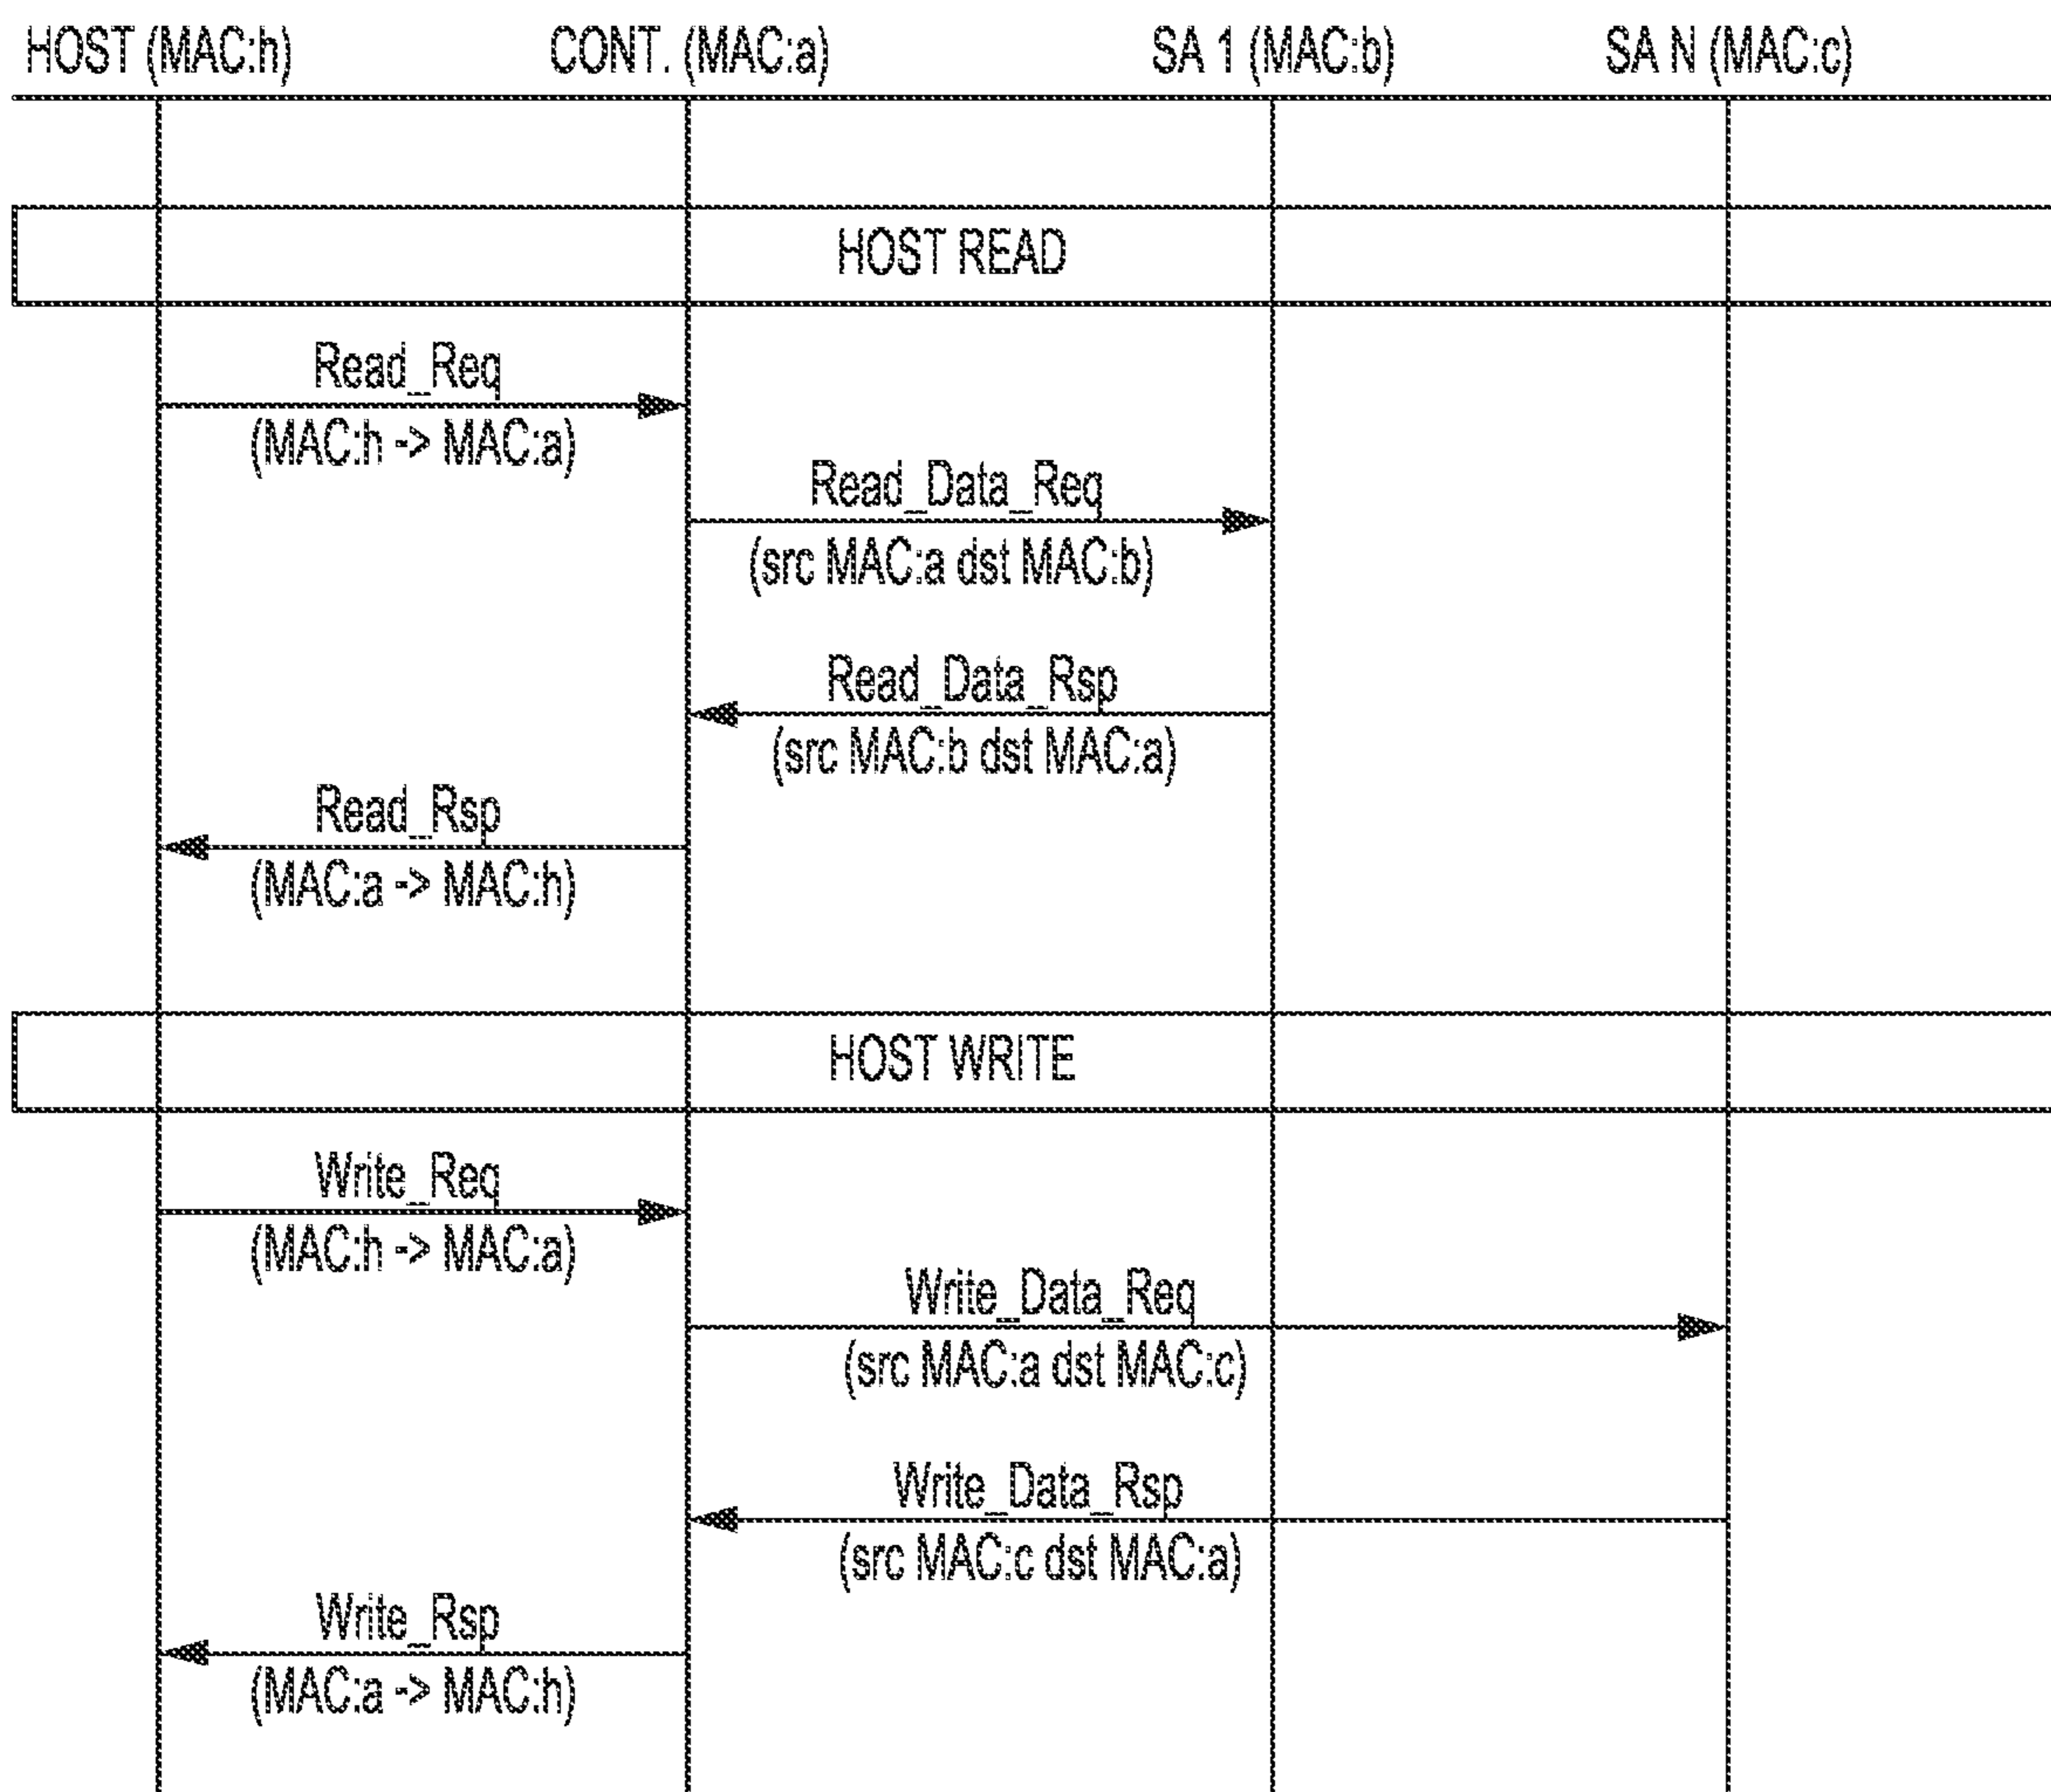 HOST (MAC:h) CONT. (MAC:a) SA 1 (MAC:b) SA N (MAC:c)
HOST READ
Read_Req
(MAC:h -> MAC:a)
Read_Data_Req
(src MAC:a dst MAC:b)
Read_Data_Rsp
(src MAC:b dst MAC:a)
Read_Rsp
(MAC:a -> MAC:h)
HOST WRITE
Write_Req
(MAC:h -> MAC:a)
Write_Data_Req
(src MAC:a dst MAC:c)
Write_Data_Rsp
(src MAC:c dst MAC:a)
Write_Rsp
(MAC:a -> MAC:h)